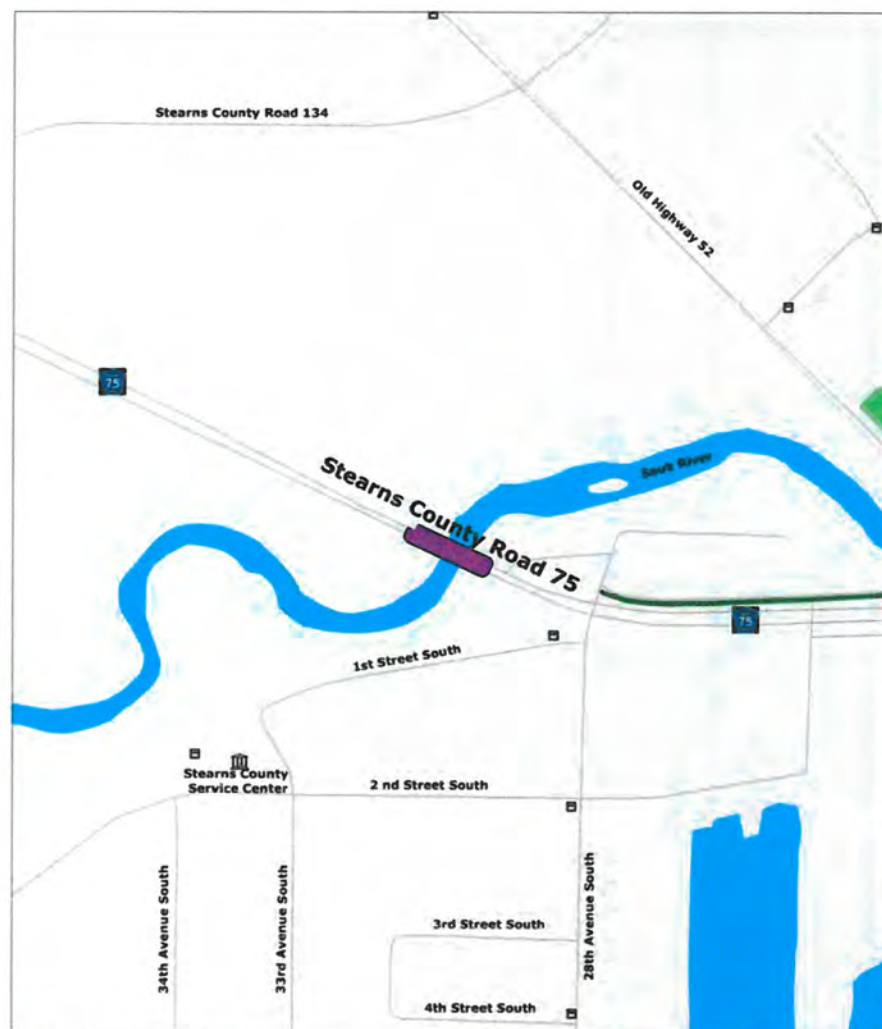 Stearns County Road 134
Old Highway 52
75
Sauk River
Stearns County Road 75
75
1st Street South
Stearns County
Service Center
2 nd Street South
34th Avenue South
33rd Avenue South
28th Avenue South
3rd Street South
4th Street South